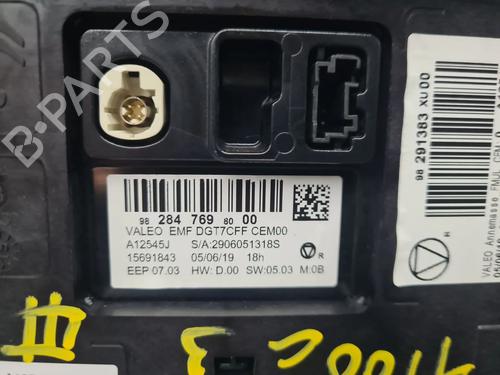 B-PARTS
98 284 769 80 00
VALEO EMF DGT7CFF CEM00
A12545J S/A:2906051318S
15691843 05/06/19 18h
R
EEP 07.03 HW: D.00 SW:05.03 M:0B
98 291383 XU 00
VALEO Annemasse
R